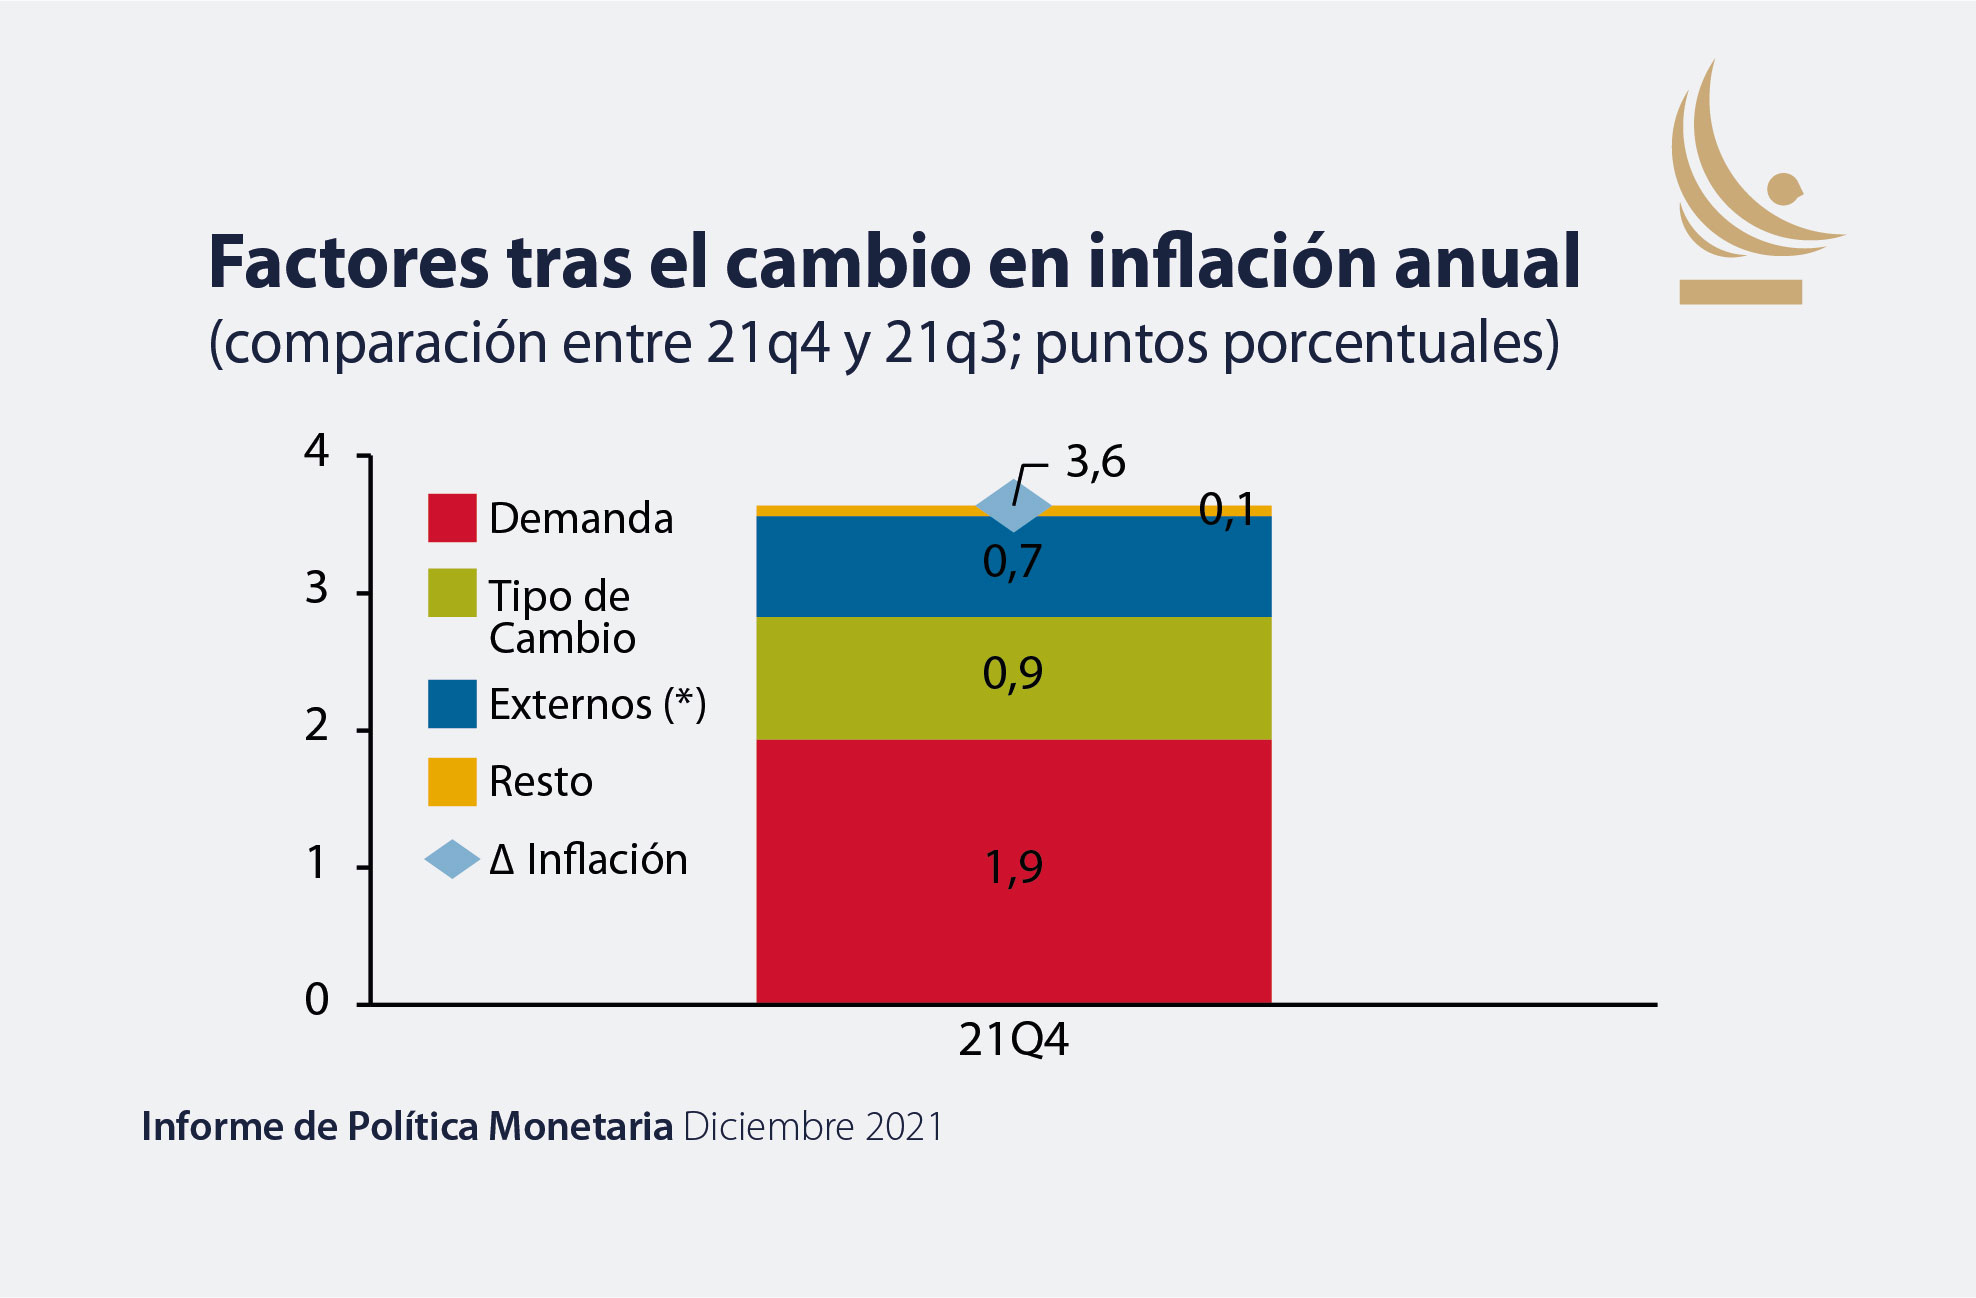 Factores tras el cambio en inflación anual
(comparación entre 21q4 y 21q3; puntos porcentuales)
4
3
2
1
0
Demanda
Tipo de
Cambio
Externos (*)
Resto
Δ Inflación
3,6
0,1
0,7
0,9
1,9
21Q4
Informe de Política Monetaria Diciembre 2021